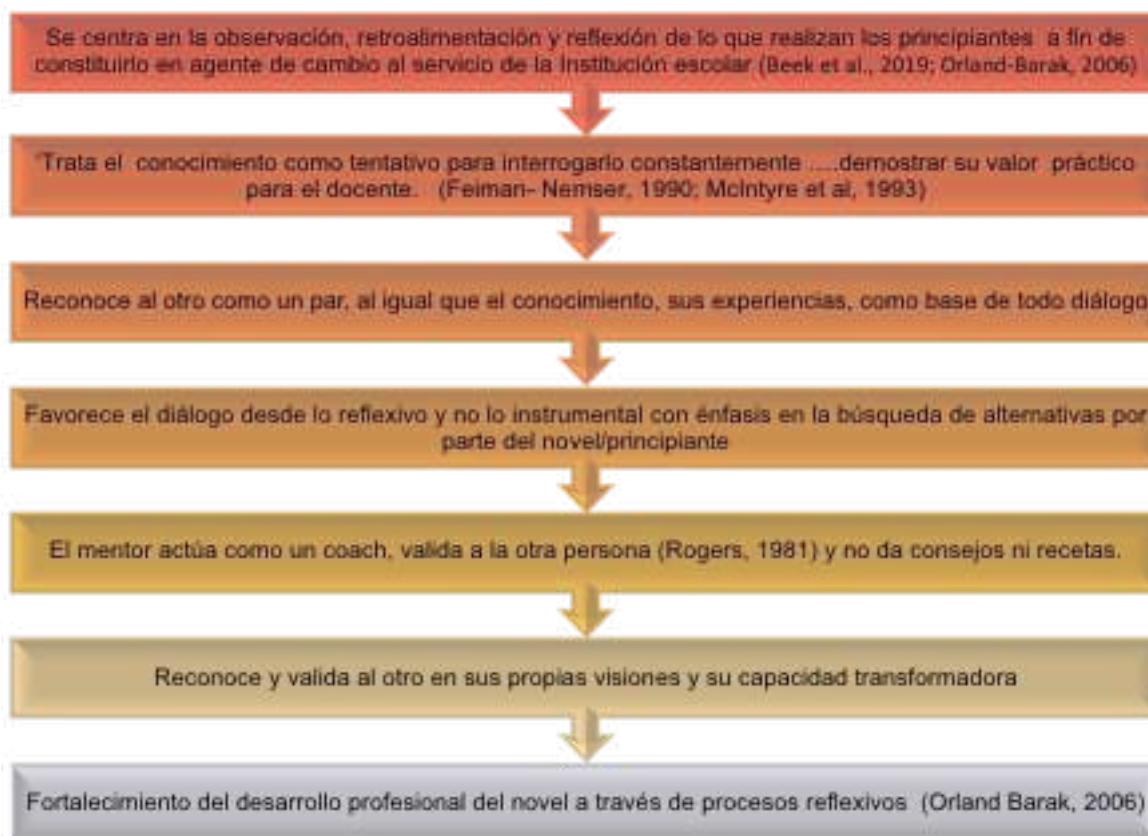 Se centra en la observación, retroalimentación y reflexión de lo que realizan los principiantes a fin de
constituirlo en agente de cambio al servicio de la Institución escolar (Beek et al., 2019; Orland-Barak, 2006)
“Trata el conocimiento como tentativo para interrogarlo constantemente .....demostrar su valor práctico
para el docente. (Feiman- Nemser, 1990; McIntyre et al, 1993)
Reconoce al otro como un par, al igual que el conocimiento, sus experiencias, como base de todo diálogo
Favorece el diálogo desde lo reflexivo y no lo instrumental con énfasis en la búsqueda de alternativas por
parte del novel/principiante
El mentor actúa como un coach, valida a la otra persona (Rogers, 1981) y no da consejos ni recetas.
Reconoce y valida al otro en sus propias visiones y su capacidad transformadora
Fortalecimiento del desarrollo profesional del novel a través de procesos reflexivos (Orland Barak, 2006)